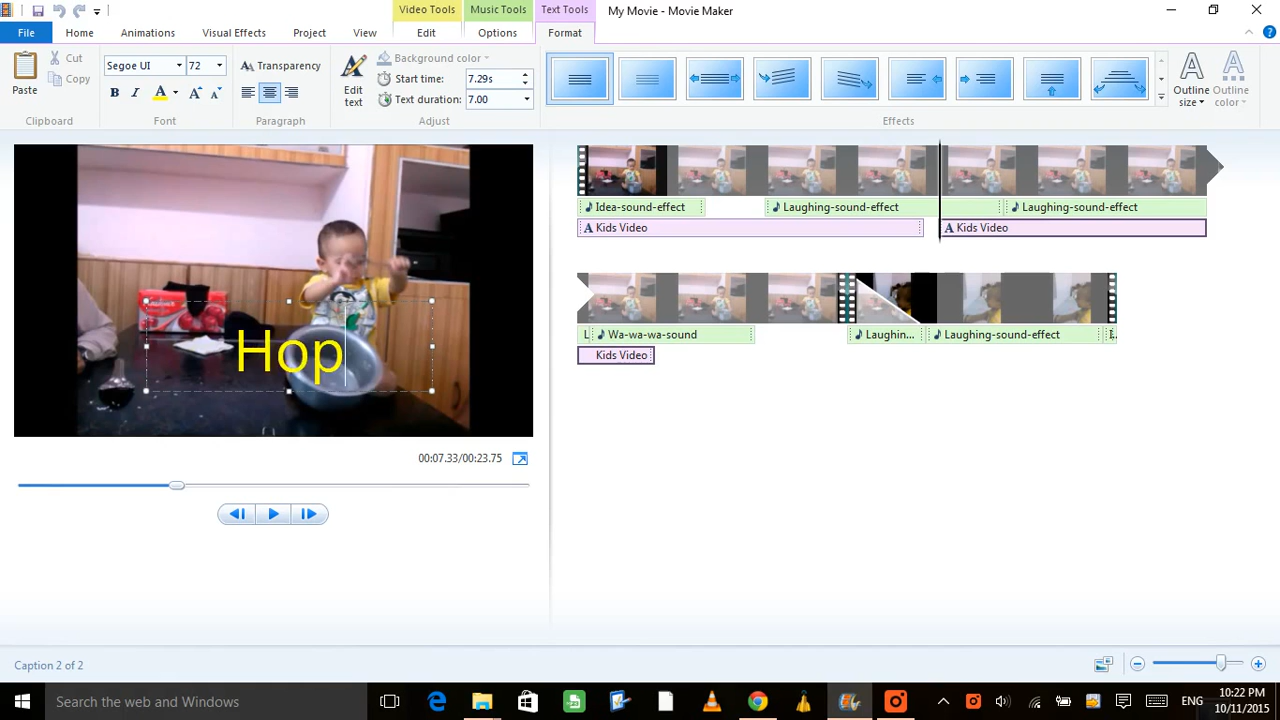 Video Tools
Music Tools
Text Tools
My Movie - Movie Maker
File
Home
Animations
Visual Effects
Project
View
Edit
Options
Format
Paste
Cut
Copy
Clipboard
Segoe UI
72
B
I
A
A
A
Font
Transparency
Paragraph
Edit
text
Background color
Start time:
7.29s
Text duration:
7.00
Adjust
Effects
A
Outline
size
A
Outline
color
Hop
00:07.33/00:23.75
Idea-sound-effect
Laughing-sound-effect
Laughing-sound-effect
A Kids Video
A Kids Video
L
Wa-wa-wa-sound
Laughin...
Laughing-sound-effect
Kids Video
Caption 2 of 2
Search the web and Windows
ENG
10:22 PM
10/11/2015